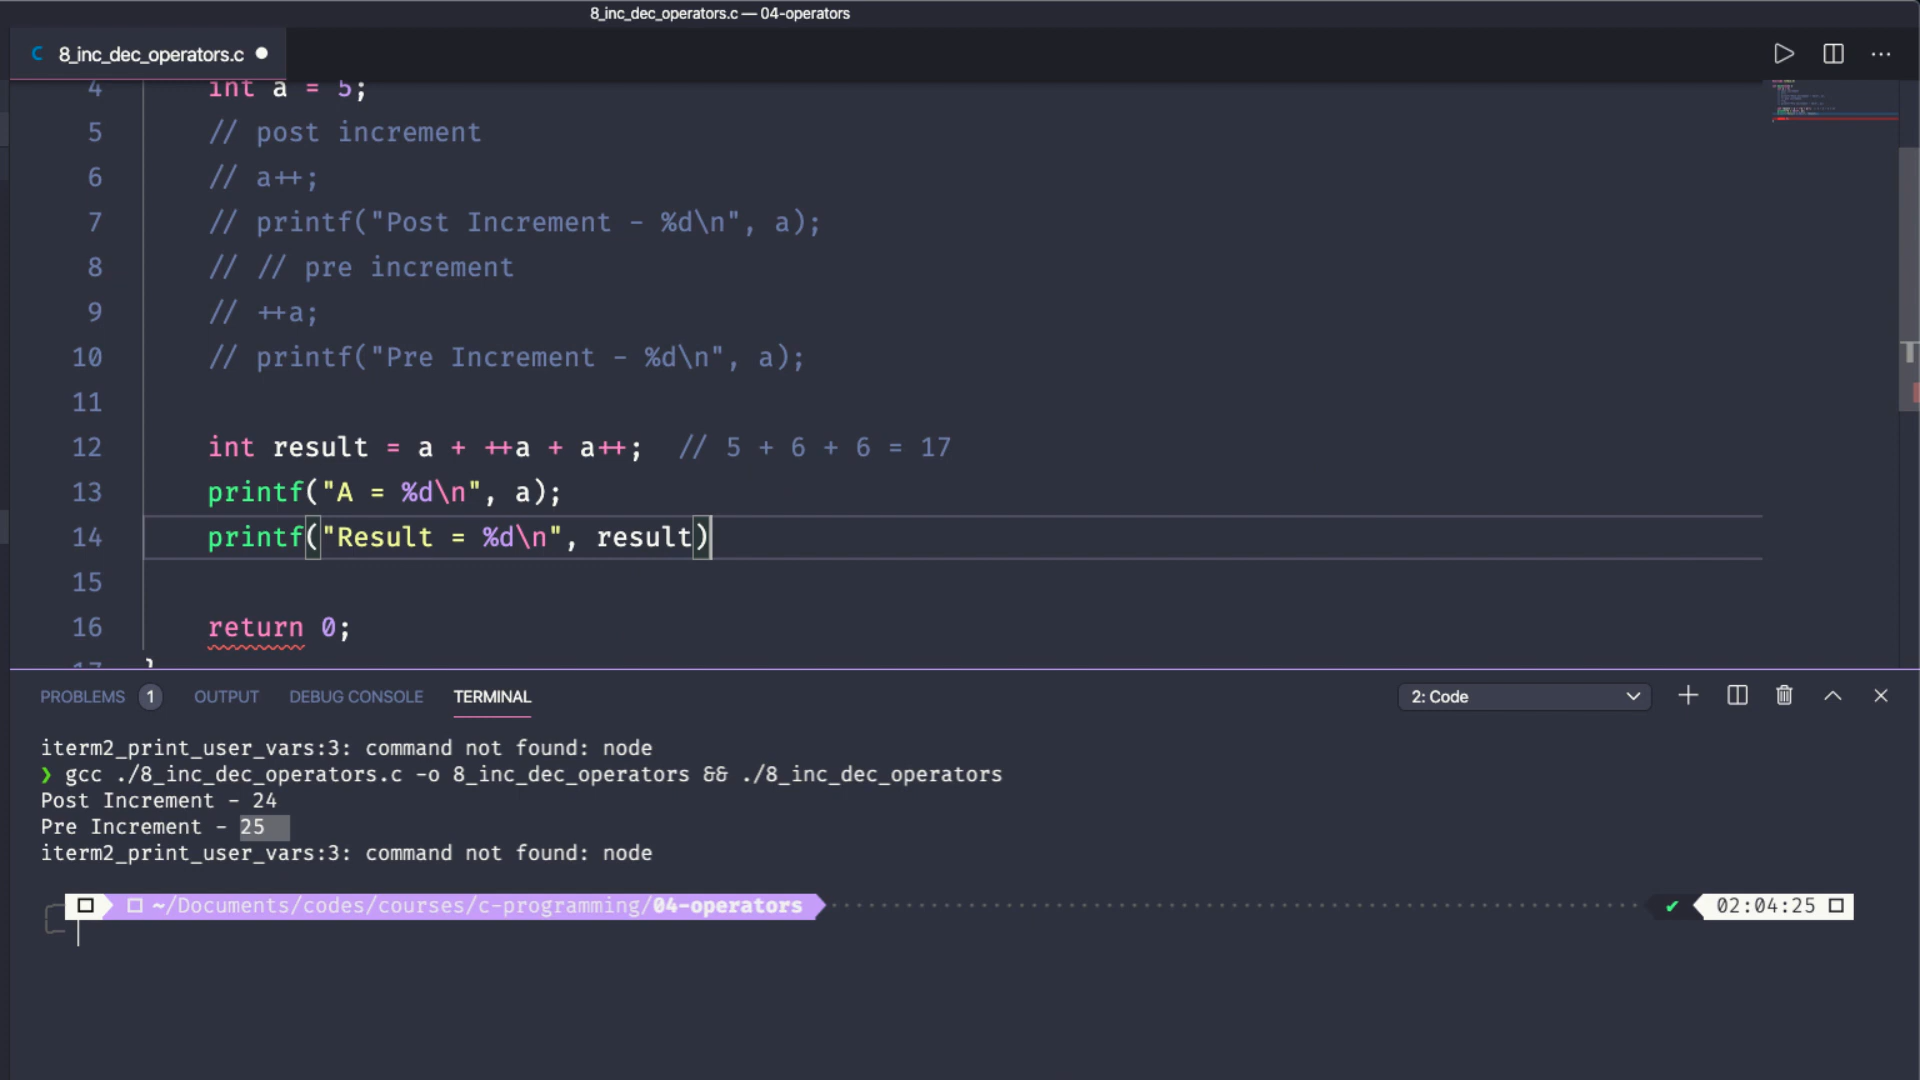 8_inc_dec_operators.c — 04-operators
C 8_inc_dec_operators.c
4 int a = 5;
5 // post increment
6 // a++;
7 // printf("Post Increment - %d\n", a);
8 // // pre increment
9 // ++a;
10 // printf("Pre Increment - %d\n", a);
11
12 int result = a + ++a + a++; // 5 + 6 + 6 = 17
13 printf("A = %d\n", a);
14 printf("Result = %d\n", result)
15
16 return 0;
17 }
PROBLEMS 1 OUTPUT DEBUG CONSOLE TERMINAL 2: Code
iterm2_print_user_vars:3: command not found: node
❯ gcc ./8_inc_dec_operators.c -o 8_inc_dec_operators && ./8_inc_dec_operators
Post Increment - 24
Pre Increment - 25
iterm2_print_user_vars:3: command not found: node
~/Documents/codes/courses/c-programming/04-operators ✔ 02:04:25